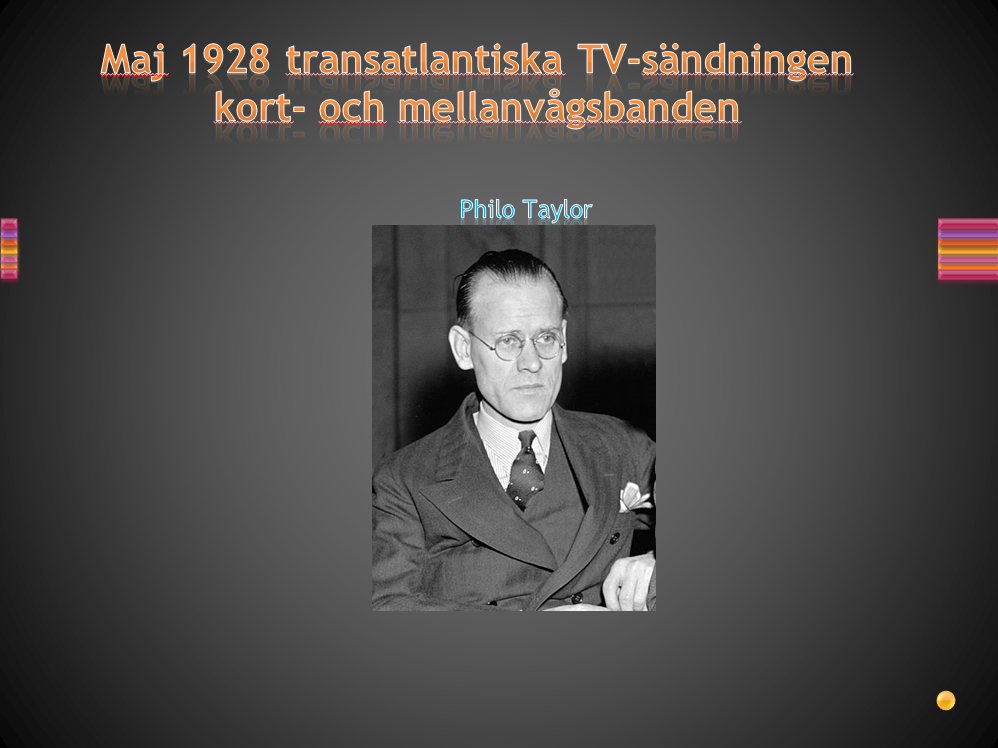 Maj 1928 transatlantiska TV-sändningen
kort- och mellanvågsbanden
Philo Taylor